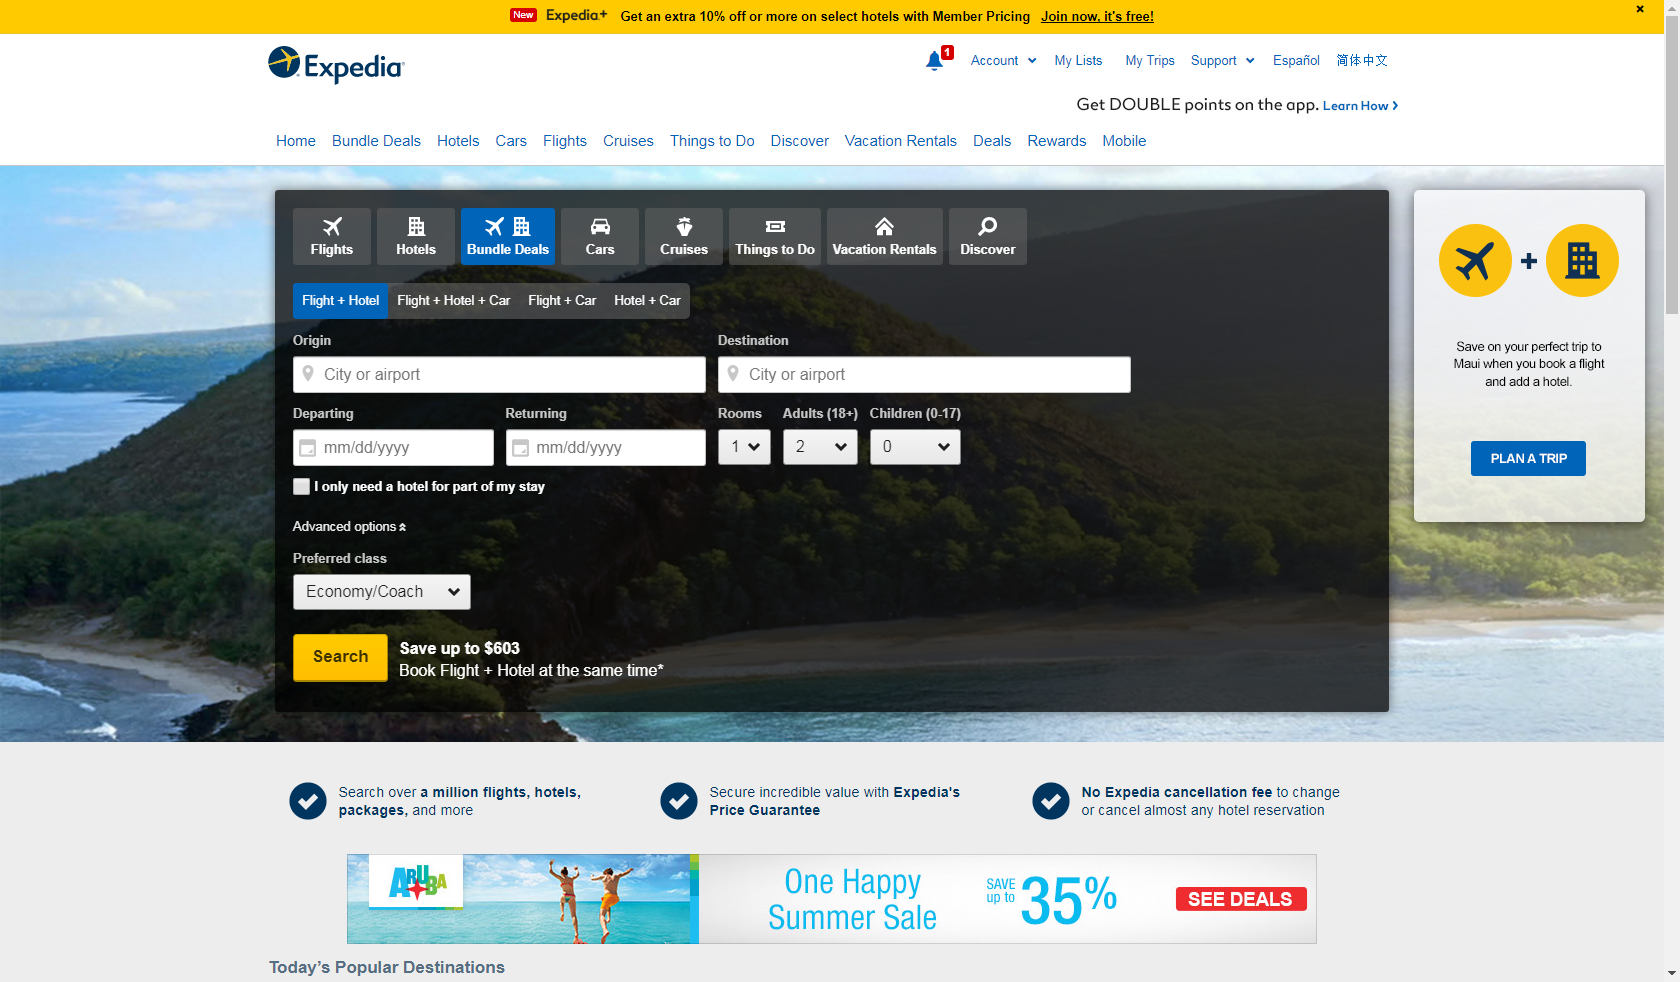 New Expedia+ Get an extra 10% off or more on select hotels with Member Pricing Join now, it's free!
Expedia
1 Account My Lists My Trips Support Español 简体中文
Get DOUBLE points on the app. Learn How
Home Bundle Deals Hotels Cars Flights Cruises Things to Do Discover Vacation Rentals Deals Rewards Mobile
Flights Hotels Bundle Deals Cars Cruises Things to Do Vacation Rentals Discover
Flight + Hotel Flight + Hotel + Car Flight + Car Hotel + Car
Origin Destination
City or airport City or airport
Departing Returning Rooms Adults (18+) Children (0-17)
mm/dd/yyyy mm/dd/yyyy 1 2 0
I only need a hotel for part of my stay
Advanced options
Preferred class
Economy/Coach
Search
Save up to $603
Book Flight + Hotel at the same time*
+
Save on your perfect trip to
Maui when you book a flight
and add a hotel.
PLAN A TRIP
Search over a million flights, hotels,
packages, and more
Secure incredible value with Expedia's
Price Guarantee
No Expedia cancellation fee to change
or cancel almost any hotel reservation
ARUBA
One Happy
Summer Sale
SAVE
up to
35%
SEE DEALS
Today's Popular Destinations